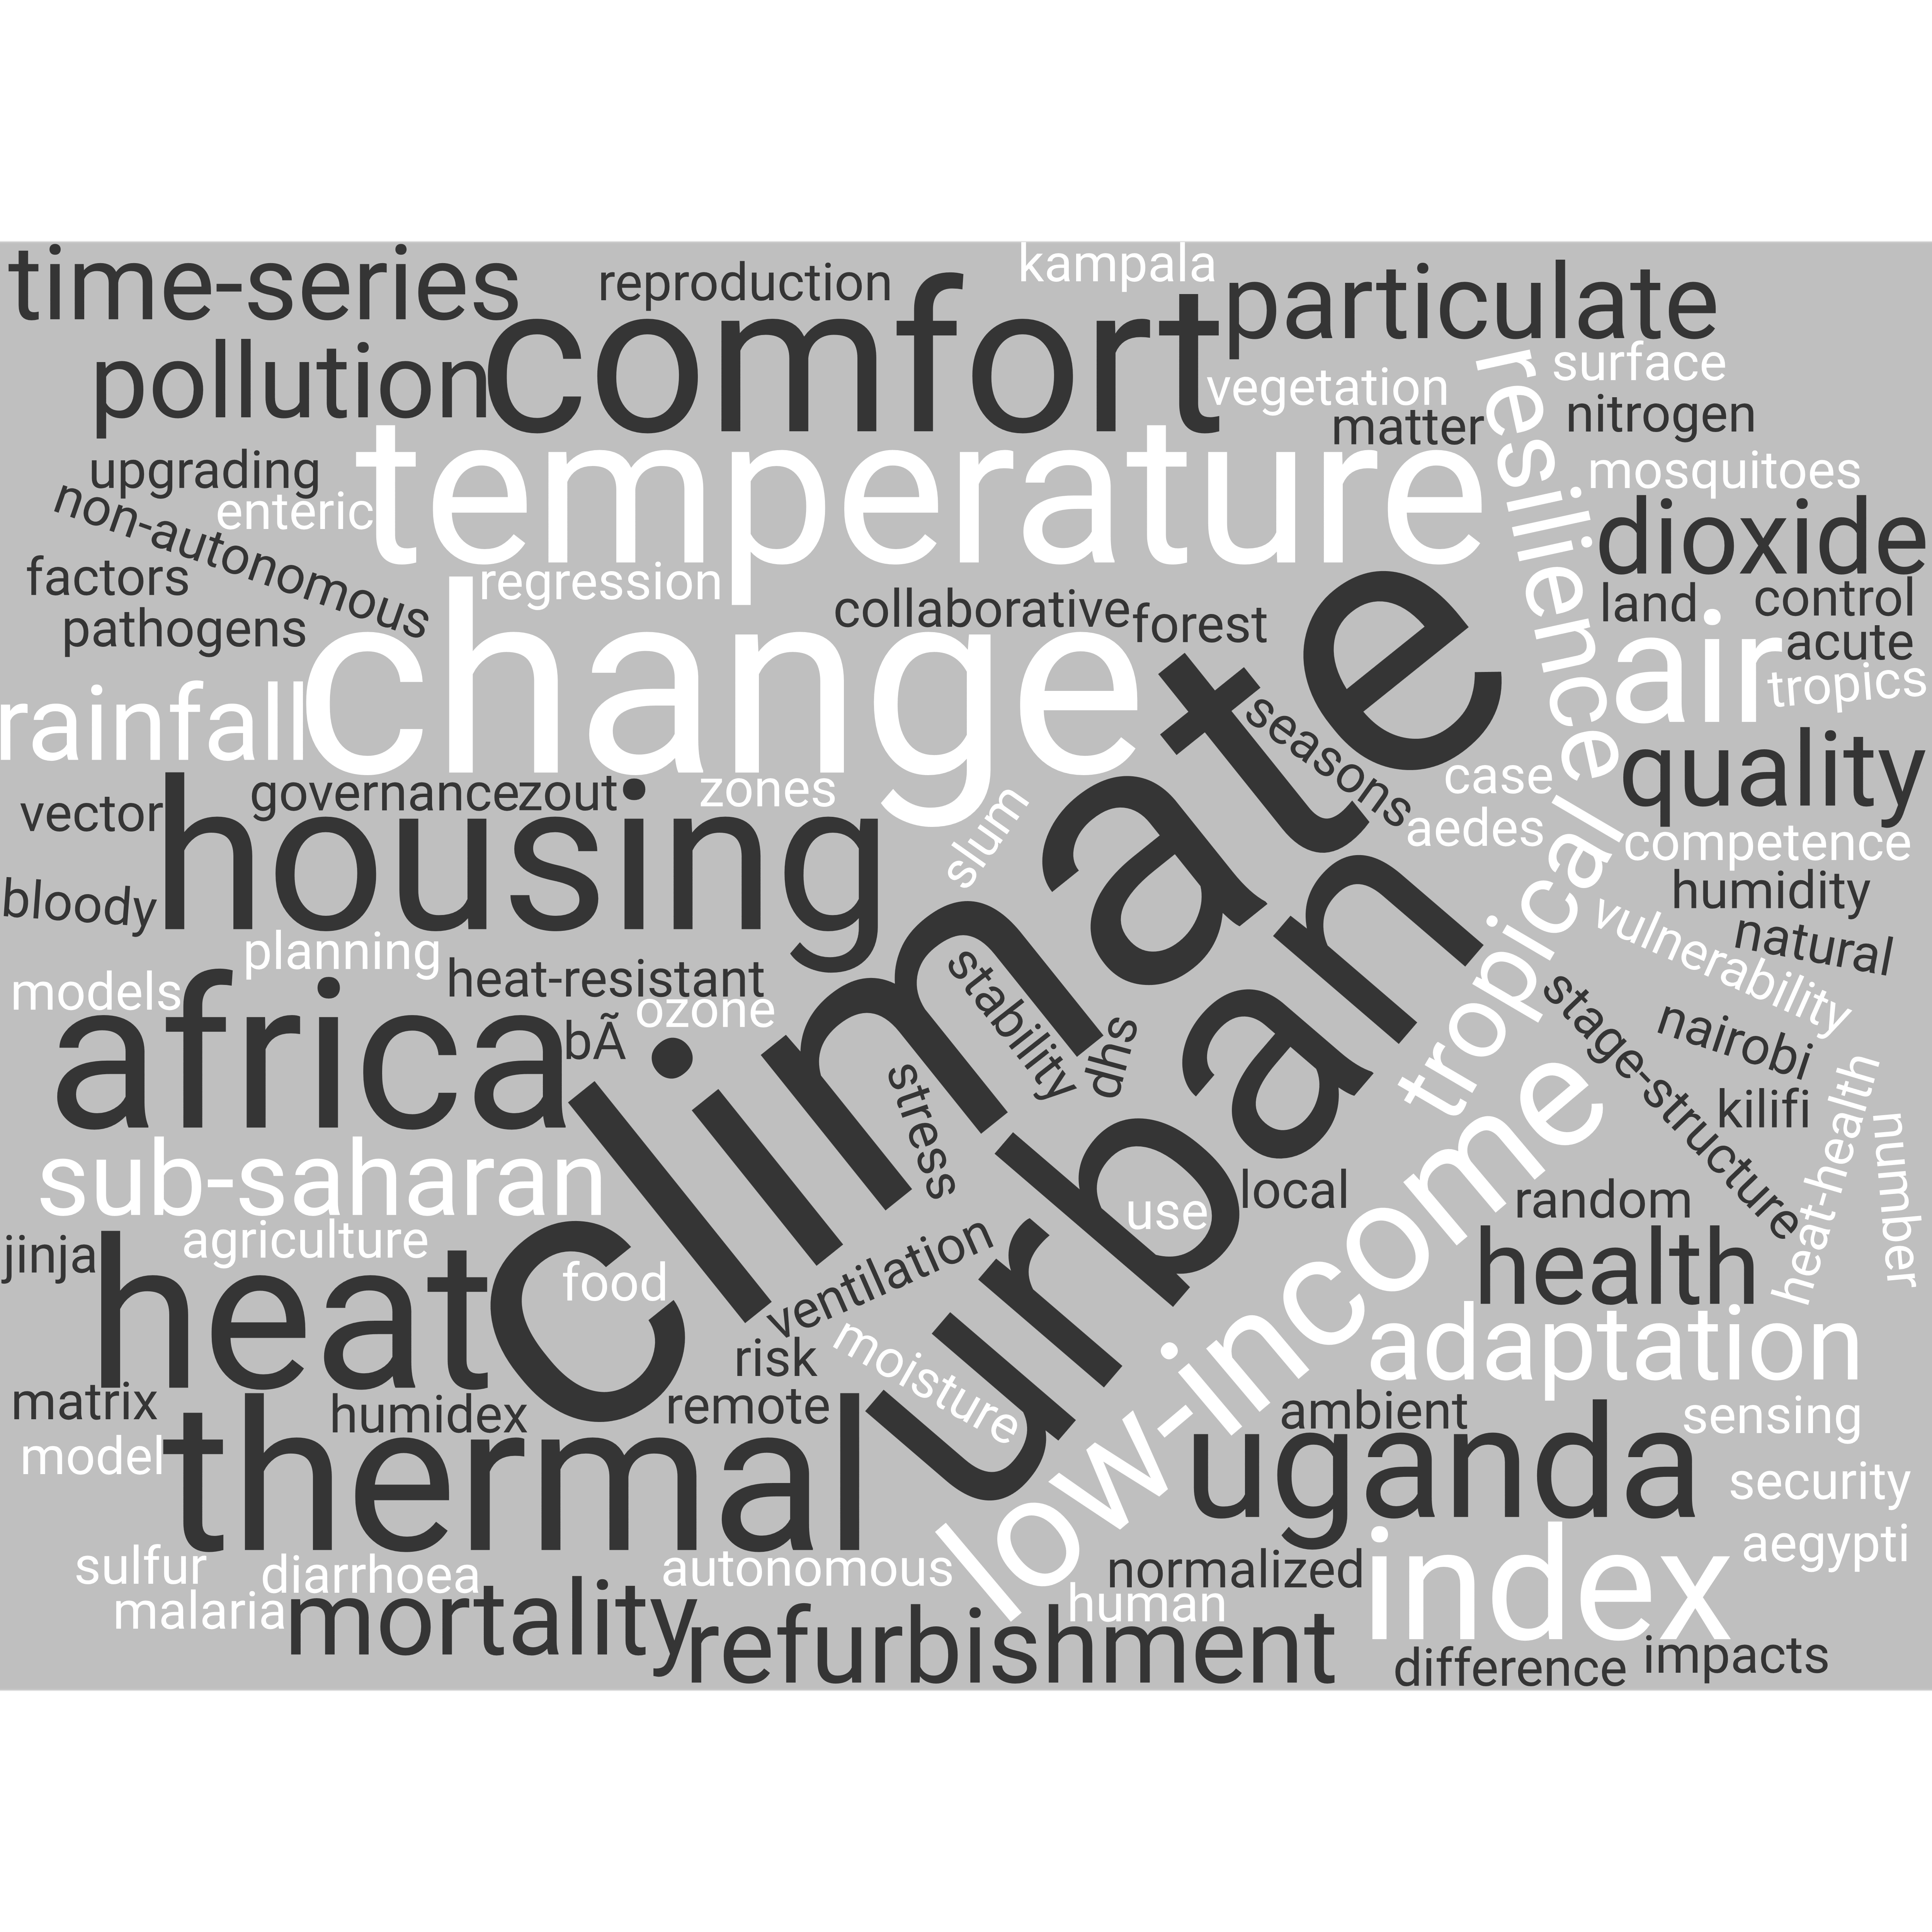 time-series
reproduction
kampala
particulate
comfort
pollution
surface
vegetation
matter
nitrogen
resilience
upgrading
temperature
mosquitoes
enteric
non-autonomous
dioxide
factors
regression
collaborative
forest
land
control
pathogens
change
acute
air
tropics
rainfall
climate
seasons
quality
governance
zout
zones
case
vector
housing
slum
aedes
competence
bloody
humidity
tropical
vulnerability
natural
planning
heat-resistant
models
ozone
africa
bÃ
stability
dhs
urban
stage-structure
nairobi
kilifi
stress
sub-saharan
use
local
random
heat-health
number
jinja
agriculture
heat
food
ventilation
low-income
health
risk
moisture
adaptation
matrix
humidex
remote
ambient
sensing
model
thermal
uganda
security
sulfur
diarrhoea
autonomous
normalized
index
aegypti
malaria
mortality
human
refurbishment
difference
impacts